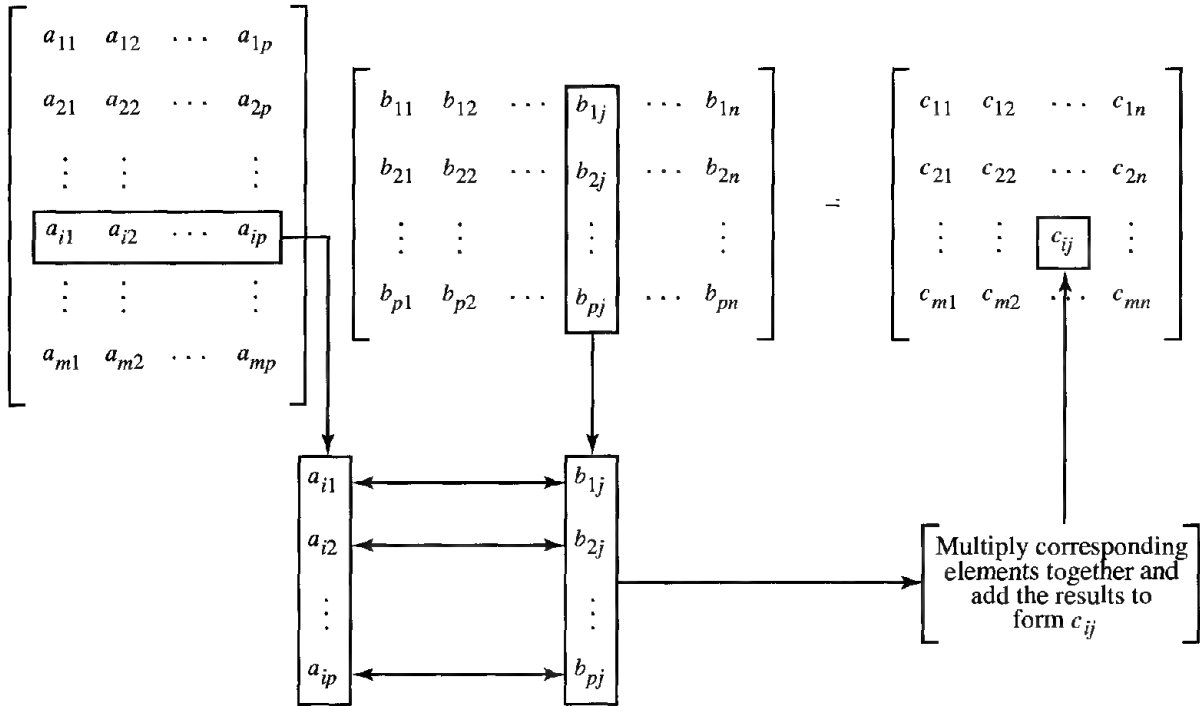 a11 a12 ... a1p
a21 a22 ... a2p
⋮ ⋮ ⋮
ai1 ai2 ... aip
⋮ ⋮ ⋮
am1 am2 ... amp
b11 b12 ... b1j ... b1n
b21 b22 ... b2j ... b2n
⋮ ⋮ ⋮ ⋮
bp1 bp2 ... bpj ... bpn
=
c11 c12 ... c1n
c21 c22 ... c2n
⋮ ⋮ cij ⋮
cm1 cm2 ... cmn
ai1 b1j
ai2 b2j
⋮ ⋮
aip bpj
Multiply corresponding
elements together and
add the results to
form cij